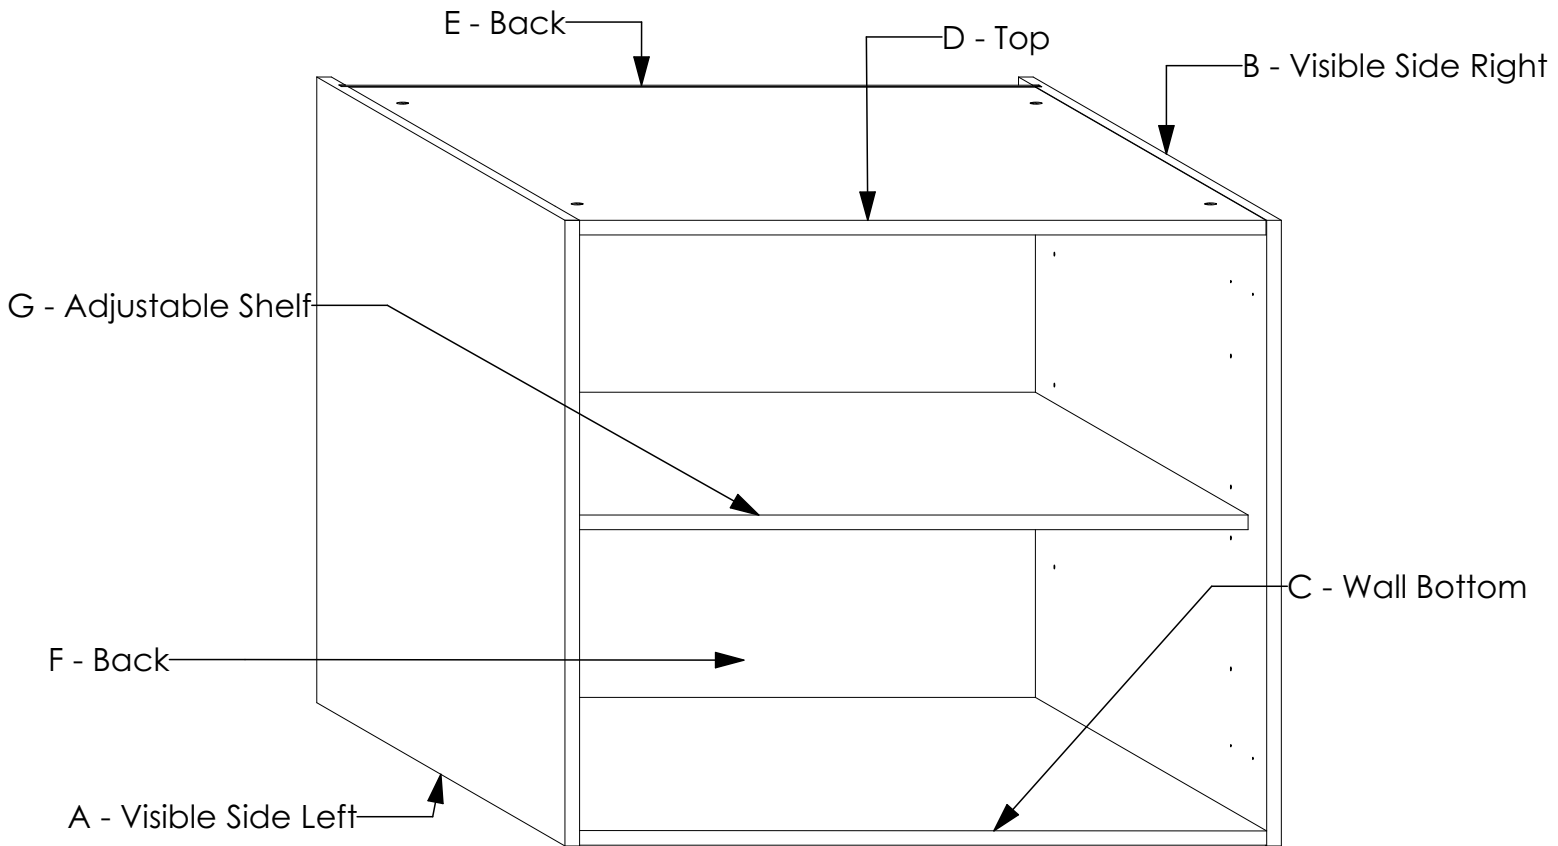 E - Back
D - Top
B - Visible Side Right
G - Adjustable Shelf
C - Wall Bottom
F - Back
A - Visible Side Left